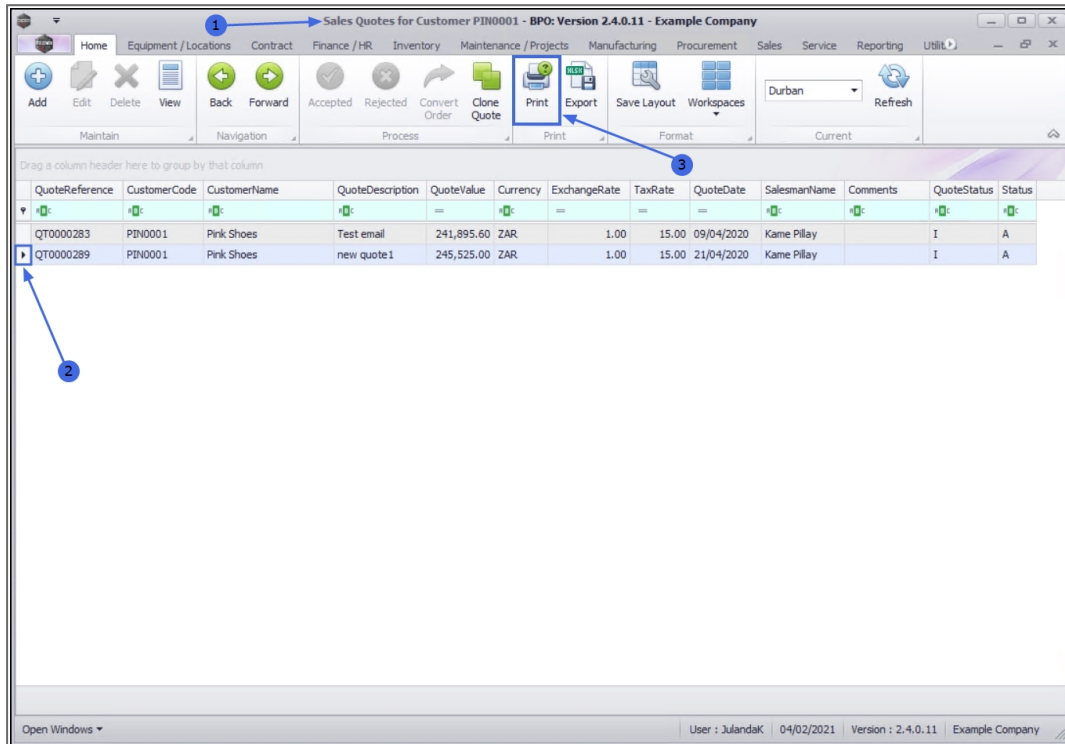 1
Sales Quotes for Customer PIN0001 - BPO: Version 2.4.0.11 - Example Company
Home Equipment / Locations Contract Finance / HR Inventory Maintenance / Projects Manufacturing Procurement Sales Service Reporting
Add Edit Delete View Back Forward Accepted Rejected Convert Order Clone Quote Print Export Save Layout Workspaces Durban Refresh
Maintain Navigation Process Print Format Current
3
Drag a column header here to group by that column
QuoteReference CustomerCode CustomerName QuoteDescription QuoteValue Currency ExchangeRate TaxRate QuoteDate SalesmanName Comments QuoteStatus Status
= = = =
QT0000283 PIN0001 Pink Shoes Test email 241,895.60 ZAR 1.00 15.00 09/04/2020 Kame Pillay I A
QT0000289 PIN0001 Pink Shoes new quote1 245,525.00 ZAR 1.00 15.00 21/04/2020 Kame Pillay I A
2
Open Windows User : JulandaK 04/02/2021 Version : 2.4.0.11 Example Company